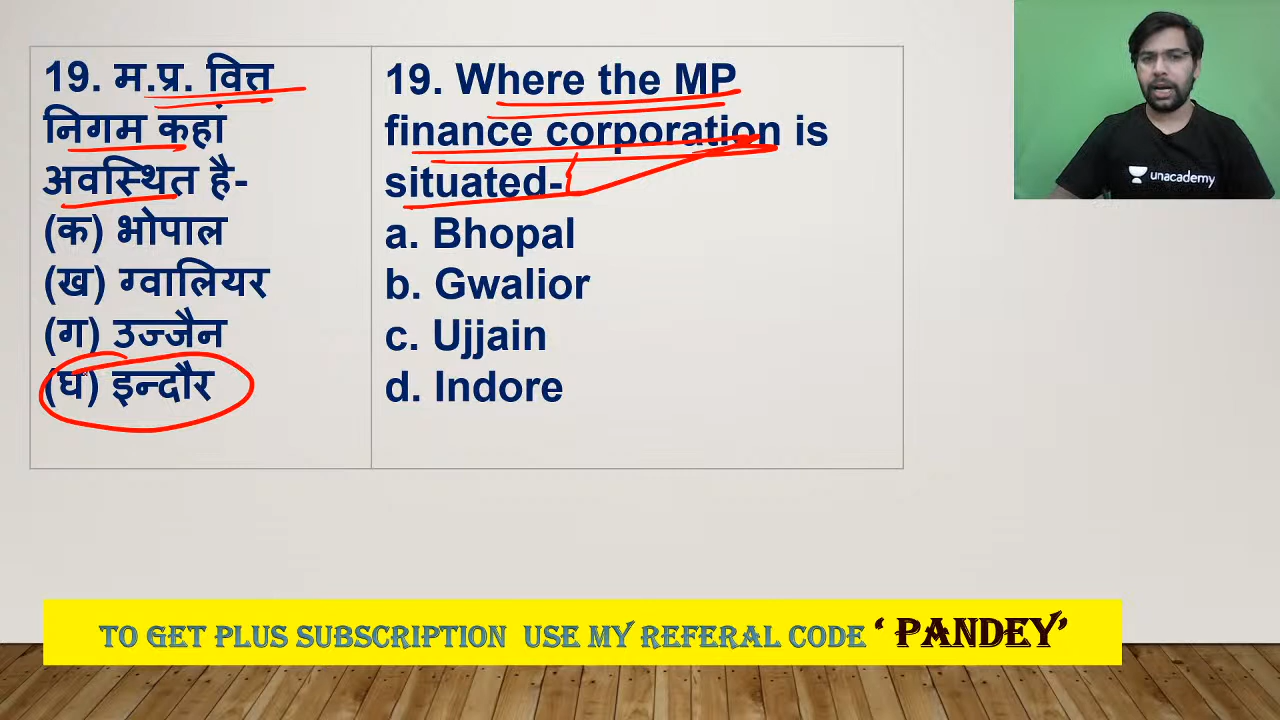 19. म.प्र. वित्त
निगम कहां
अवस्थित है-
(क) भोपाल
(ख) ग्वालियर
(ग) उज्जैन
(घ) इन्दौर
19. Where the MP
finance corporation is
situated-
a. Bhopal
b. Gwalior
c. Ujjain
d. Indore
unacademy
TO GET PLUS SUBSCRIPTION USE MY REFERAL CODE ‘ PANDEY’